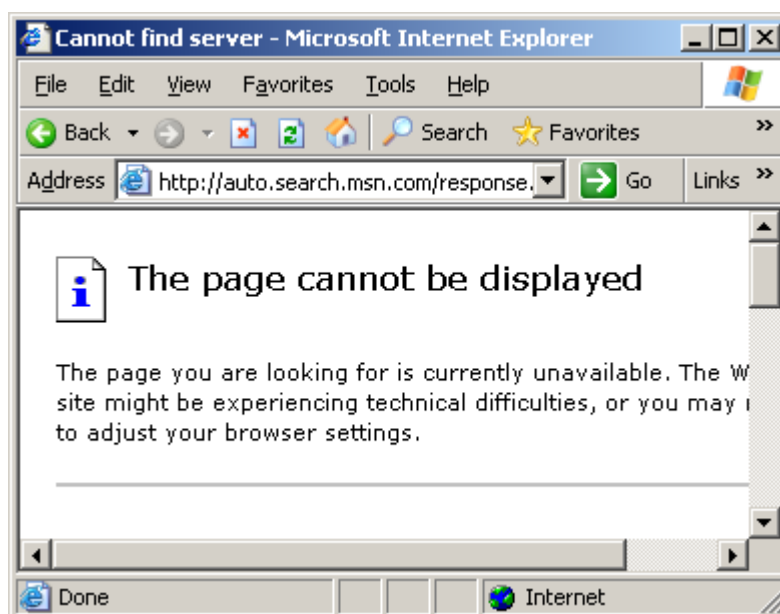 Cannot find server - Microsoft Internet Explorer
File Edit View Favorites Tools Help
Back Search Favorites »
Address http://auto.search.msn.com/response. Go Links »
i The page cannot be displayed
The page you are looking for is currently unavailable. The W
site might be experiencing technical difficulties, or you may
to adjust your browser settings.
Done Internet